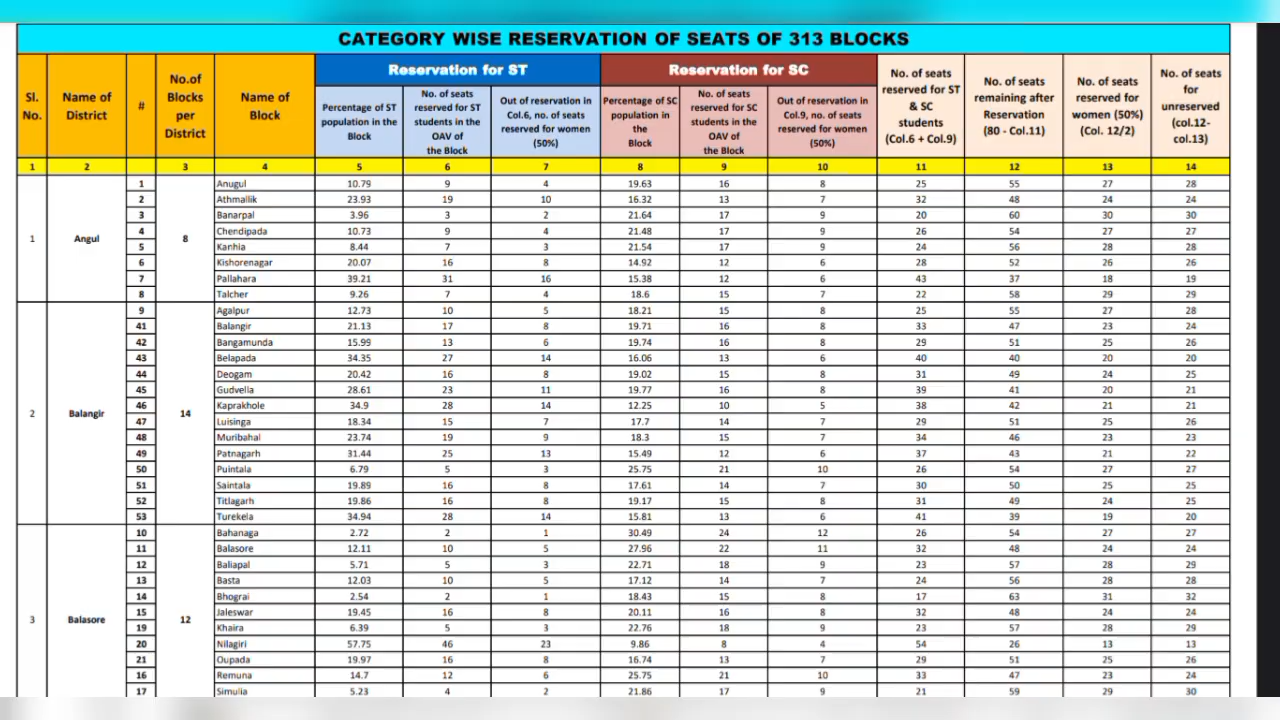 CATEGORY WISE RESERVATION OF SEATS OF 313 BLOCKS
Sl. No. Name of District # No.of Blocks per District Name of Block Reservation for ST Reservation for SC No. of seats reserved for ST & SC students (Col.6 + Col.9) No. of seats remaining after Reservation (80 - Col.11) No. of seats reserved for women (50%) (Col. 12/2) No. of seats for unreserved (col.12-col.13)
Percentage of ST population in the Block No. of seats reserved for ST students in the OAV of the Block Out of reservation in Col.6, no. of seats reserved for women (50%) Percentage of SC population in the Block No. of seats reserved for SC students in the OAV of the Block Out of reservation in Col.9, no. of seats reserved for women (50%)
1 2 3 4 5 6 7 8 9 10 11 12 13 14
1 Angul 8
1 Anugul 10.79 9 4 19.63 16 8 25 55 27 28
2 Athmallik 23.93 19 10 16.32 13 7 32 48 24 24
3 Banarpal 3.96 3 2 21.64 17 9 20 60 30 30
4 Chendipada 10.73 9 4 21.48 17 9 26 54 27 27
5 Kanhia 8.44 7 3 21.54 17 9 24 56 28 28
6 Kishorenagar 20.07 16 8 14.92 12 6 28 52 26 26
7 Pallahara 39.21 31 16 15.38 12 6 43 37 18 19
8 Talcher 9.26 7 4 18.6 15 7 22 58 29 29
2 Balangir 14
9 Agalpur 12.73 10 5 18.21 15 8 25 55 27 28
41 Balangir 21.13 17 8 19.71 16 8 33 47 23 24
42 Bangamunda 15.99 13 6 19.74 16 8 29 51 25 26
43 Belapada 34.35 27 14 16.06 13 6 40 40 20 20
44 Deogam 20.42 16 8 19.02 15 8 31 49 24 25
45 Gudvella 28.61 23 11 19.77 16 8 39 41 20 21
46 Kaprakhole 34.9 28 14 12.25 10 5 38 42 21 21
47 Luisinga 18.34 15 7 17.7 14 7 29 51 25 26
48 Muribahal 23.74 19 9 18.3 15 7 34 46 23 23
49 Patnagarh 31.44 25 13 15.49 12 6 37 43 21 22
50 Puintala 6.79 5 3 25.75 21 10 26 54 27 27
51 Saintala 19.89 16 8 17.61 14 7 30 50 25 25
52 Titlagarh 19.86 16 8 19.17 15 8 31 49 24 25
53 Turekela 34.94 28 14 15.81 13 6 41 39 19 20
3 Balasore 12
10 Bahanaga 2.72 2 1 30.49 24 12 26 54 27 27
11 Balasore 12.11 10 5 27.96 22 11 32 48 24 24
12 Baliapal 5.71 5 3 22.71 18 9 23 57 28 29
13 Basta 12.03 10 5 17.12 14 7 24 56 28 28
14 Bhograi 2.54 2 1 18.43 15 8 17 63 31 32
15 Jaleswar 19.45 16 8 20.11 16 8 32 48 24 24
19 Khaira 6.39 5 3 22.76 18 9 23 57 28 29
20 Nilagiri 57.75 46 23 9.86 8 4 54 26 13 13
21 Oupada 19.97 16 8 16.74 13 7 29 51 25 26
16 Remuna 14.7 12 6 25.75 21 10 33 47 23 24
17 Simulia 5.23 4 2 21.86 17 9 21 59 29 30